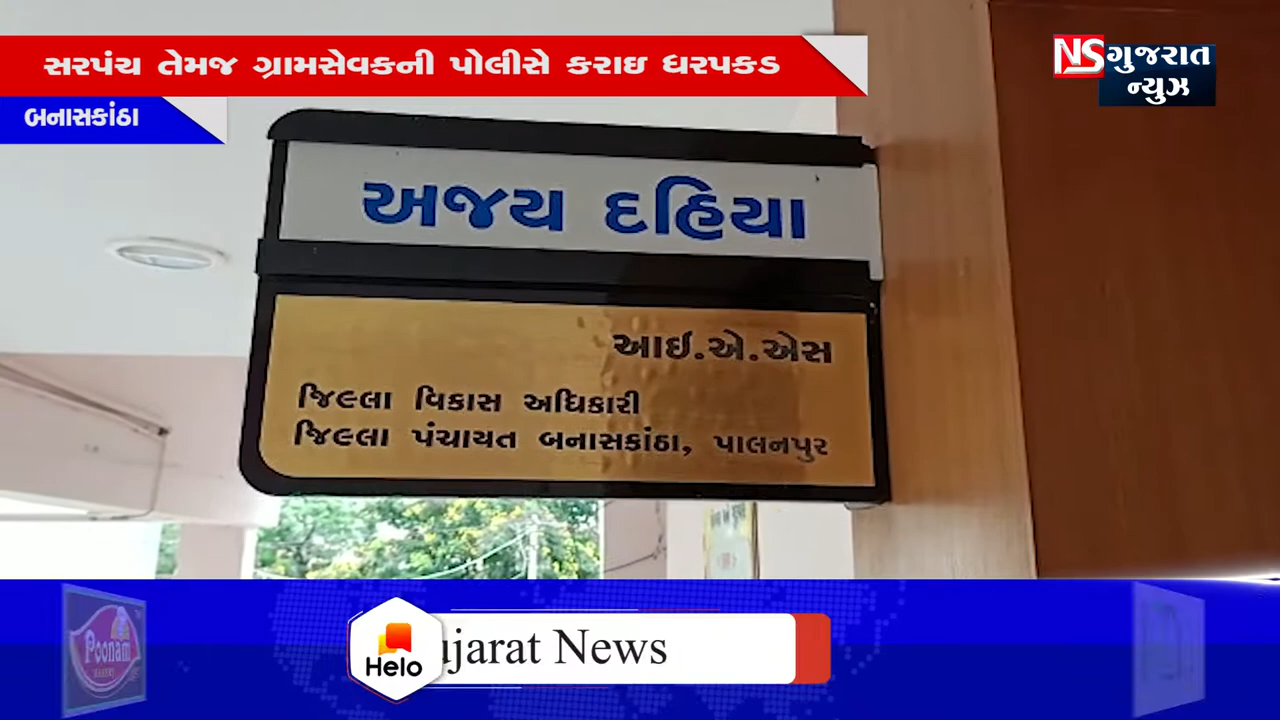 સરપંચ તેમજ ગ્રામસેવકની પોલીસે કરાઇ ધરપકડ
NS ગુજરાત
ન્યુઝ
બનાસકાંઠા
અજય દહિયા
આઈ.એ.એસ
જિલ્લા વિકાસ અધિકારી
જિલ્લા પંચાયત બનાસકાંઠા, પાલનપુર
Poonam
Helo
ujarat News